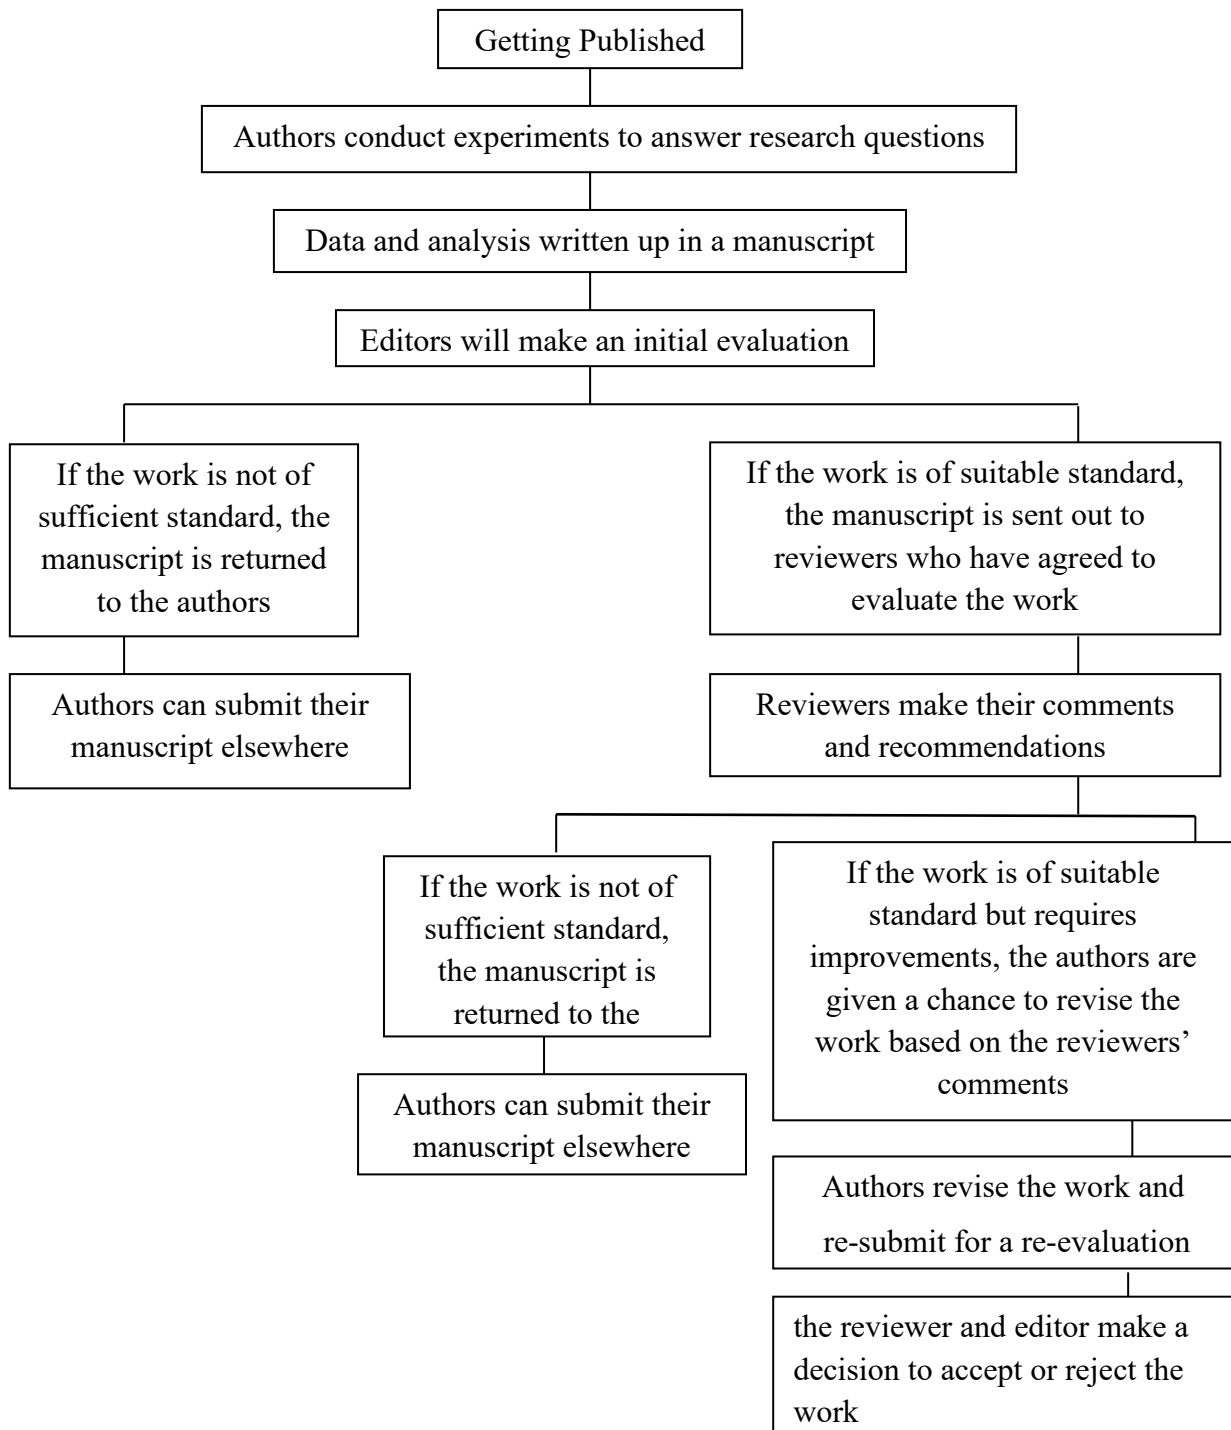 Getting Published
Authors conduct experiments to answer research questions
Data and analysis written up in a manuscript
Editors will make an initial evaluation
If the work is not of
sufficient standard, the
manuscript is returned
to the authors
Authors can submit their
manuscript elsewhere
If the work is of suitable standard,
the manuscript is sent out to
reviewers who have agreed to
evaluate the work
Reviewers make their comments
and recommendations
If the work is not of
sufficient standard,
the manuscript is
returned to the
Authors can submit their
manuscript elsewhere
If the work is of suitable
standard but requires
improvements, the authors are
given a chance to revise the
work based on the reviewers’
comments
Authors revise the work and
re-submit for a re-evaluation
the reviewer and editor make a
decision to accept or reject the
work